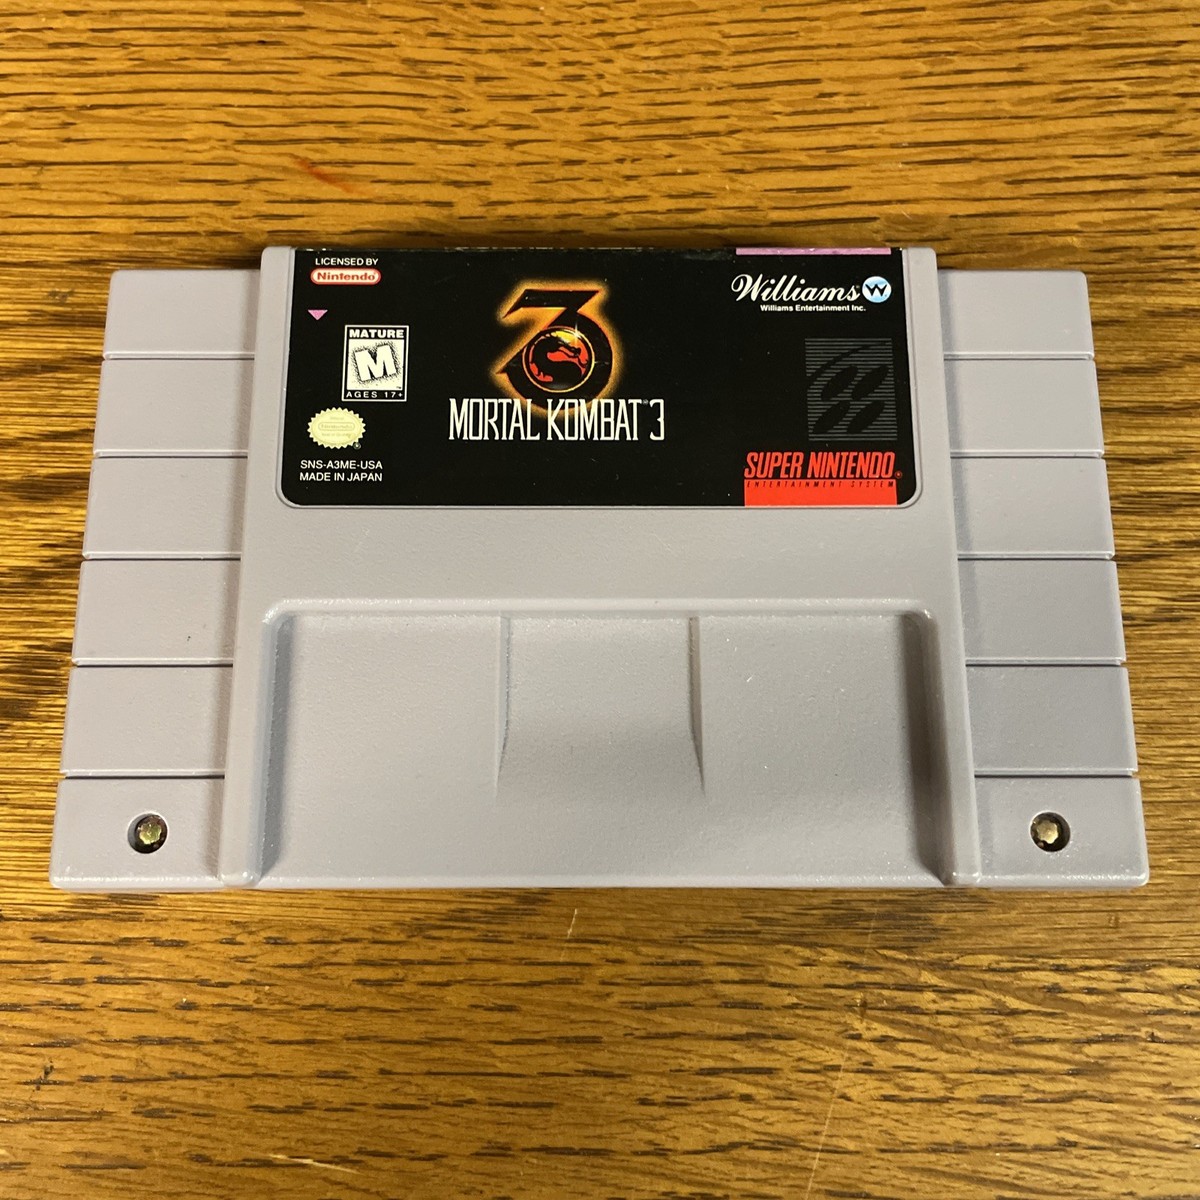 LICENSED BY
Nintendo
MATURE
M
AGES 17+
SNS-A3ME-USA
MADE IN JAPAN
3
MORTAL KOMBAT 3
Williams W
Williams Entertainment Inc.
SUPER NINTENDO
ENTERTAINMENT SYSTEM